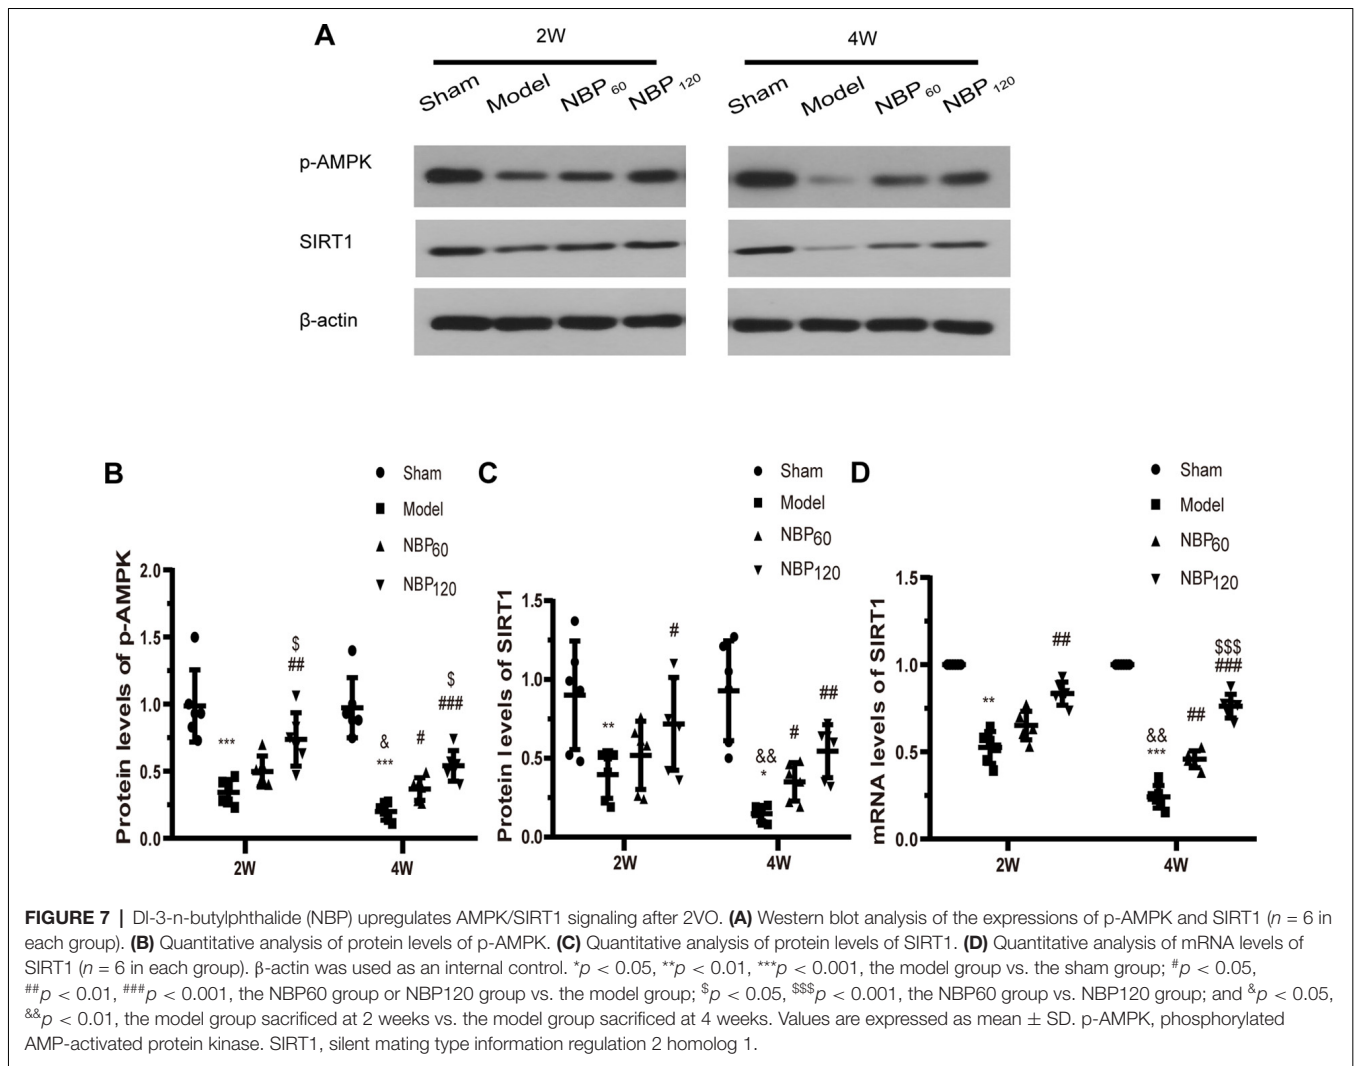 A
2W
4W
Sham Model NBP 60 NBP 120
Sham Model NBP 60 NBP 120
p-AMPK
SIRT1
β-actin
B
Sham
Model
NBP60
NBP120
Protein levels of p-AMPK
2.0
1.5
1.0
0.5
0.0
***
$
##
&
***
#
$
###
2W
4W
C
Sham
Model
NBP60
NBP120
Protein levels of SIRT1
1.5
1.0
0.5
0.0
**
#
&&
*
#
##
2W
4W
D
Sham
Model
NBP60
NBP120
mRNA levels of SIRT1
1.5
1.0
0.5
0.0
**
##
&&
***
##
$$$
###
2W
4W
FIGURE 7 | Dl-3-n-butylphthalide (NBP) upregulates AMPK/SIRT1 signaling after 2VO. (A) Western blot analysis of the expressions of p-AMPK and SIRT1 (n = 6 in
each group). (B) Quantitative analysis of protein levels of p-AMPK. (C) Quantitative analysis of protein levels of SIRT1. (D) Quantitative analysis of mRNA levels of
SIRT1 (n = 6 in each group). β-actin was used as an internal control. *p < 0.05, **p < 0.01, ***p < 0.001, the model group vs. the sham group; #p < 0.05,
##p < 0.01, ###p < 0.001, the NBP60 group or NBP120 group vs. the model group; $p < 0.05, $$$p < 0.001, the NBP60 group vs. NBP120 group; and &p < 0.05,
&&p < 0.01, the model group sacrificed at 2 weeks vs. the model group sacrificed at 4 weeks. Values are expressed as mean ± SD. p-AMPK, phosphorylated
AMP-activated protein kinase. SIRT1, silent mating type information regulation 2 homolog 1.